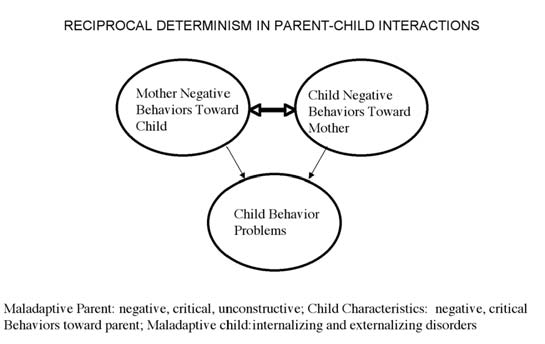 RECIPROCAL DETERMINISM IN PARENT-CHILD INTERACTIONS
Mother Negative
Behaviors Toward
Child
Child Negative
Behaviors Toward
Mother
Child Behavior
Problems
Maladaptive Parent: negative, critical, unconstructive; Child Characteristics: negative, critical
Behaviors toward parent; Maladaptive child:internalizing and externalizing disorders